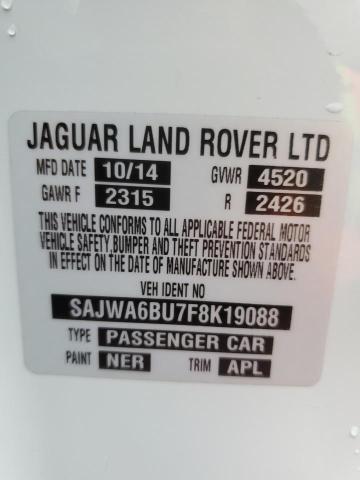 JAGUAR LAND ROVER LTD
MFD DATE 10/14 GVWR 4520
GAWR F 2315 R 2426
THIS VEHICLE CONFORMS TO ALL APPLICABLE FEDERAL MOTOR
VEHICLE SAFETY, BUMPER AND THEFT PREVENTION STANDARDS
IN EFFECT ON THE DATE OF MANUFACTURE SHOWN ABOVE.
VEH IDENT NO
SAJWA6BU7F8K19088
TYPE PASSENGER CAR
PAINT NER TRIM APL